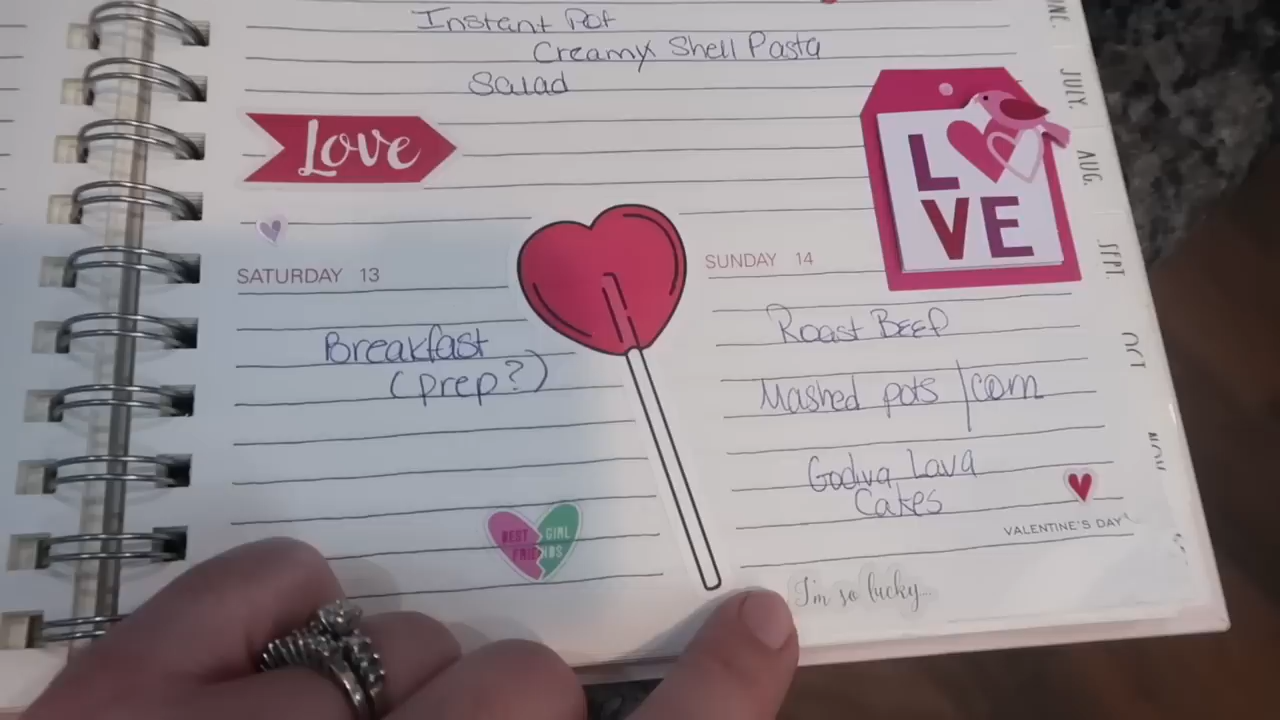 Instant Pot
Creamy Shell Pasta
Salad
Love
LOVE
SATURDAY 13
SUNDAY 14
Breakfast
(prep?)
Roast Beef
Mashed pots / corn
Godiva Lava
Cakes
VALENTINE'S DAY
BEST GIRL
FRIENDS
I'm so lucky...
JULY.
AUG.
SEPT.
OCT
NOV